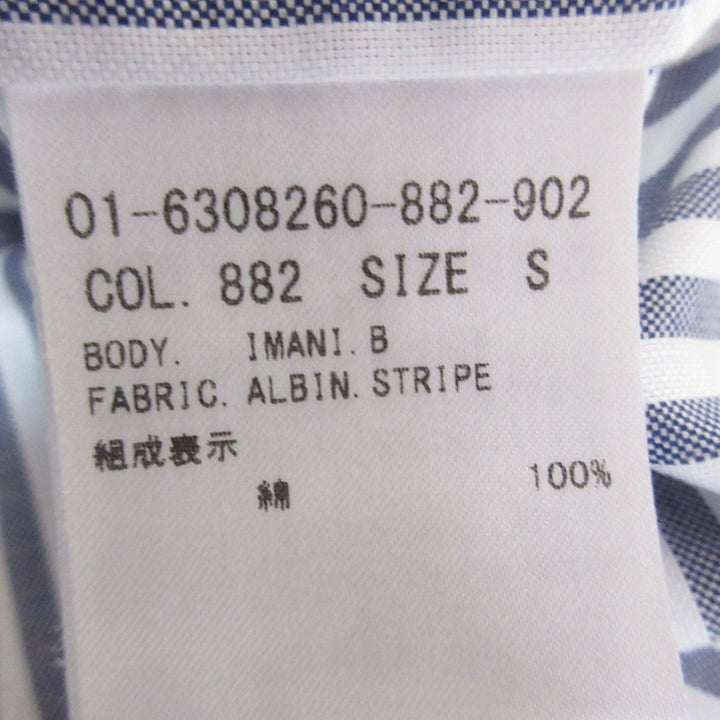 01-6308260-882-902
COL. 882 SIZE S
BODY. IMANI. B
FABRIC. ALBIN. STRIPE
組成表示
綿 100%